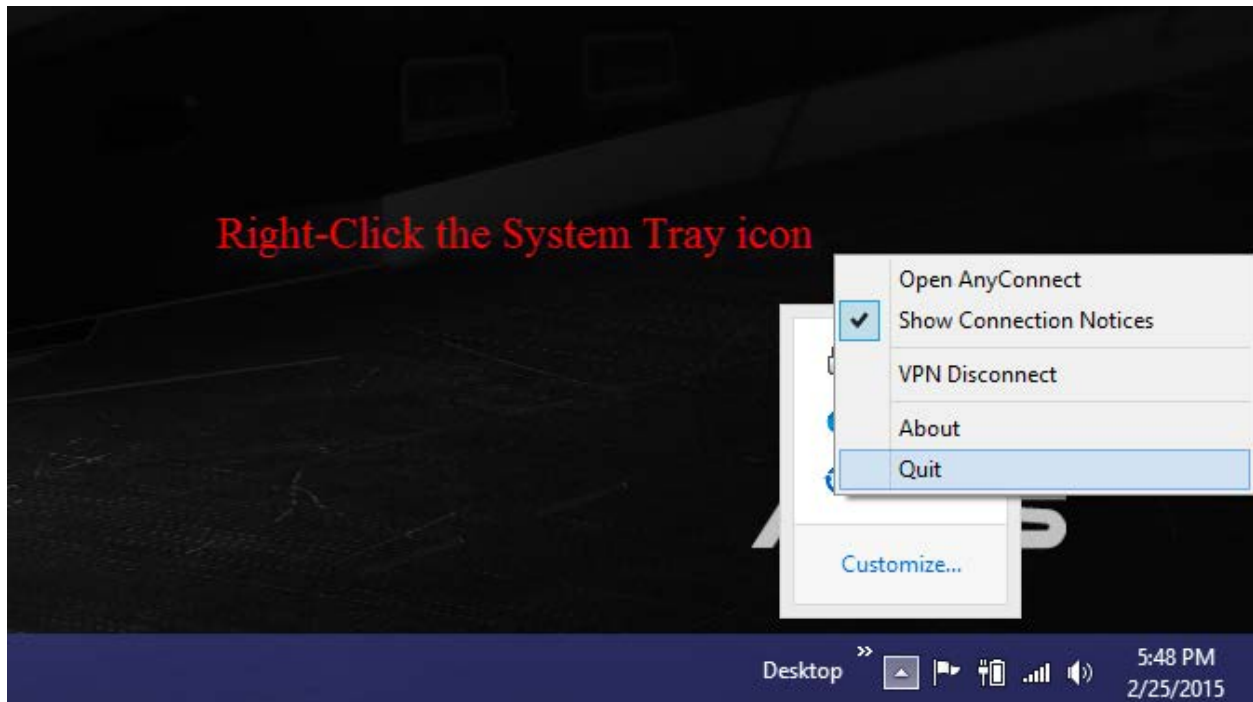 Right-Click the System Tray icon
Open AnyConnect
Show Connection Notices
VPN Disconnect
About
Quit
Customize...
Desktop
5:48 PM
2/25/2015